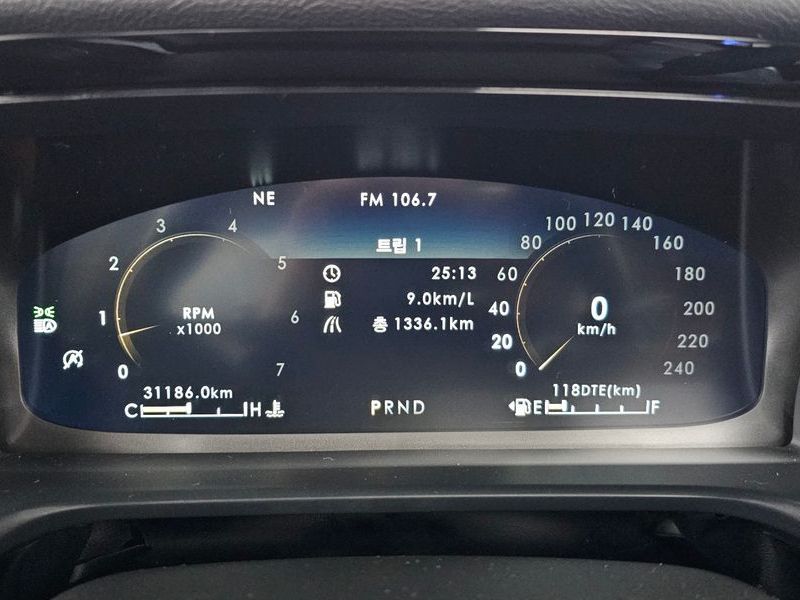 NE
FM 106.7
트립 1
25:13
9.0km/L
총 1336.1km
0
1
2
3
4
5
6
7
RPM
x1000
0
20
40
60
80
100
120
140
160
180
200
220
240
0
km/h
A
A
31186.0km
C
H
PRND
118DTE(km)
E
F